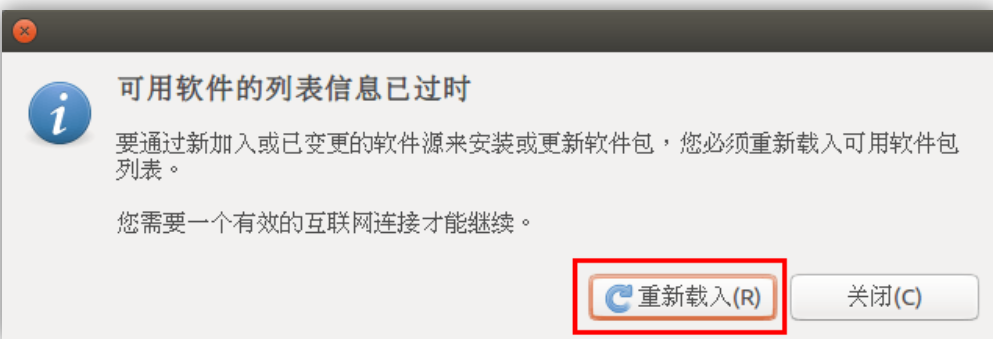 可用软件的列表信息已过时
要通过新加入或已变更的软件源来安装或更新软件包，您必须重新载入可用软件包
列表。
您需要一个有效的互联网连接才能继续。
重新载入(R) 关闭(C)